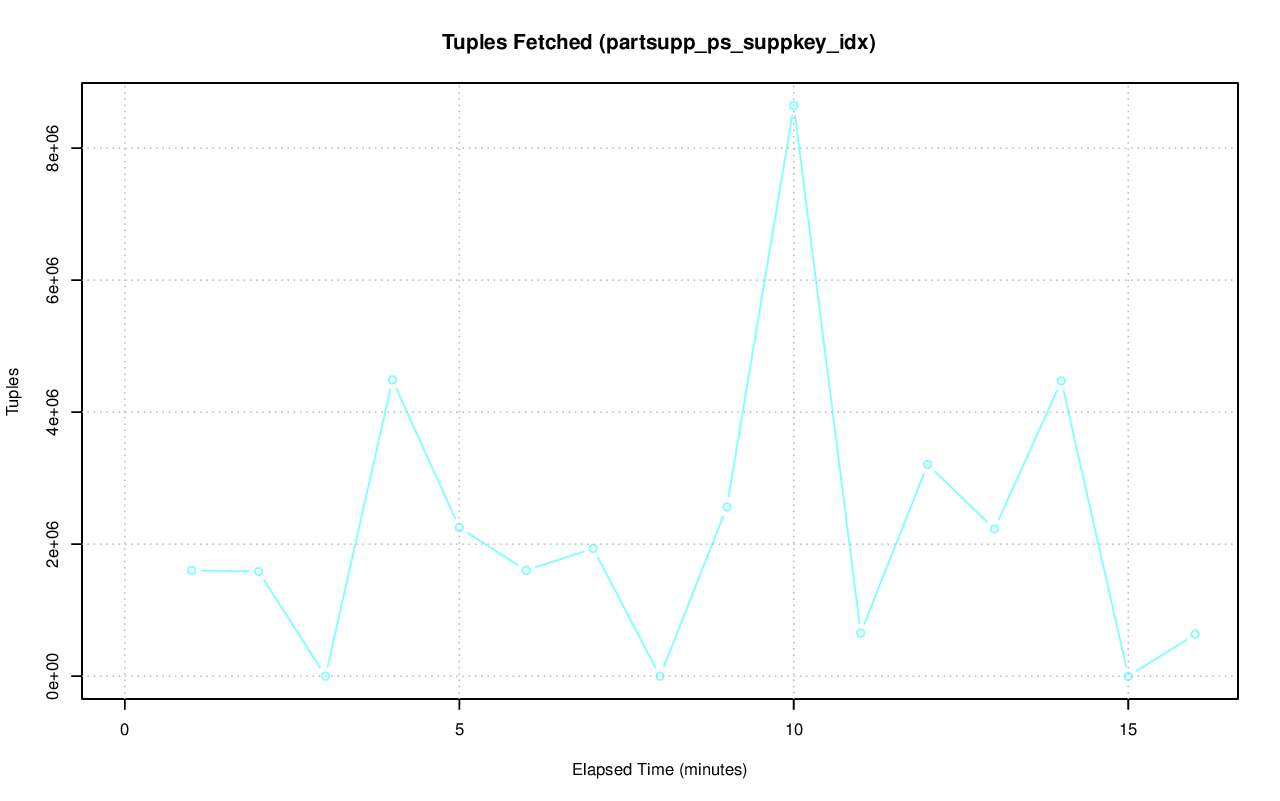 Tuples Fetched (partsupp_ps_suppkey_idx)
Tuples
8e+06
6e+06
4e+06
2e+06
0e+00
0 5 10 15
Elapsed Time (minutes)